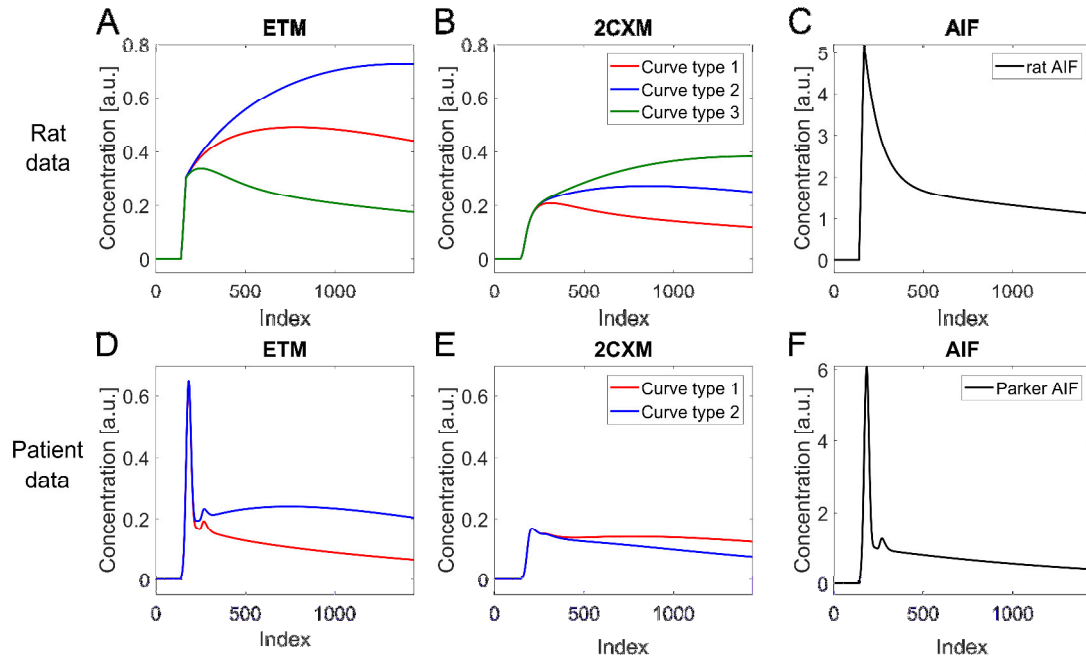 A
ETM
Concentration [a.u.]
0.8
0.6
0.4
0.2
0
0
500
1000
Index
B
2CXM
Concentration [a.u.]
0.8
0.6
0.4
0.2
0
0
500
1000
Index
Curve type 1
Curve type 2
Curve type 3
C
AIF
Concentration [a.u.]
5
4
3
2
1
0
0
500
1000
Index
rat AIF
Rat
data
D
ETM
Concentration [a.u.]
0.6
0.4
0.2
0
0
500
1000
Index
E
2CXM
Concentration [a.u.]
0.6
0.4
0.2
0
0
500
1000
Index
Curve type 1
Curve type 2
F
AIF
Concentration [a.u.]
6
4
2
0
0
500
1000
Index
Parker AIF
Patient
data